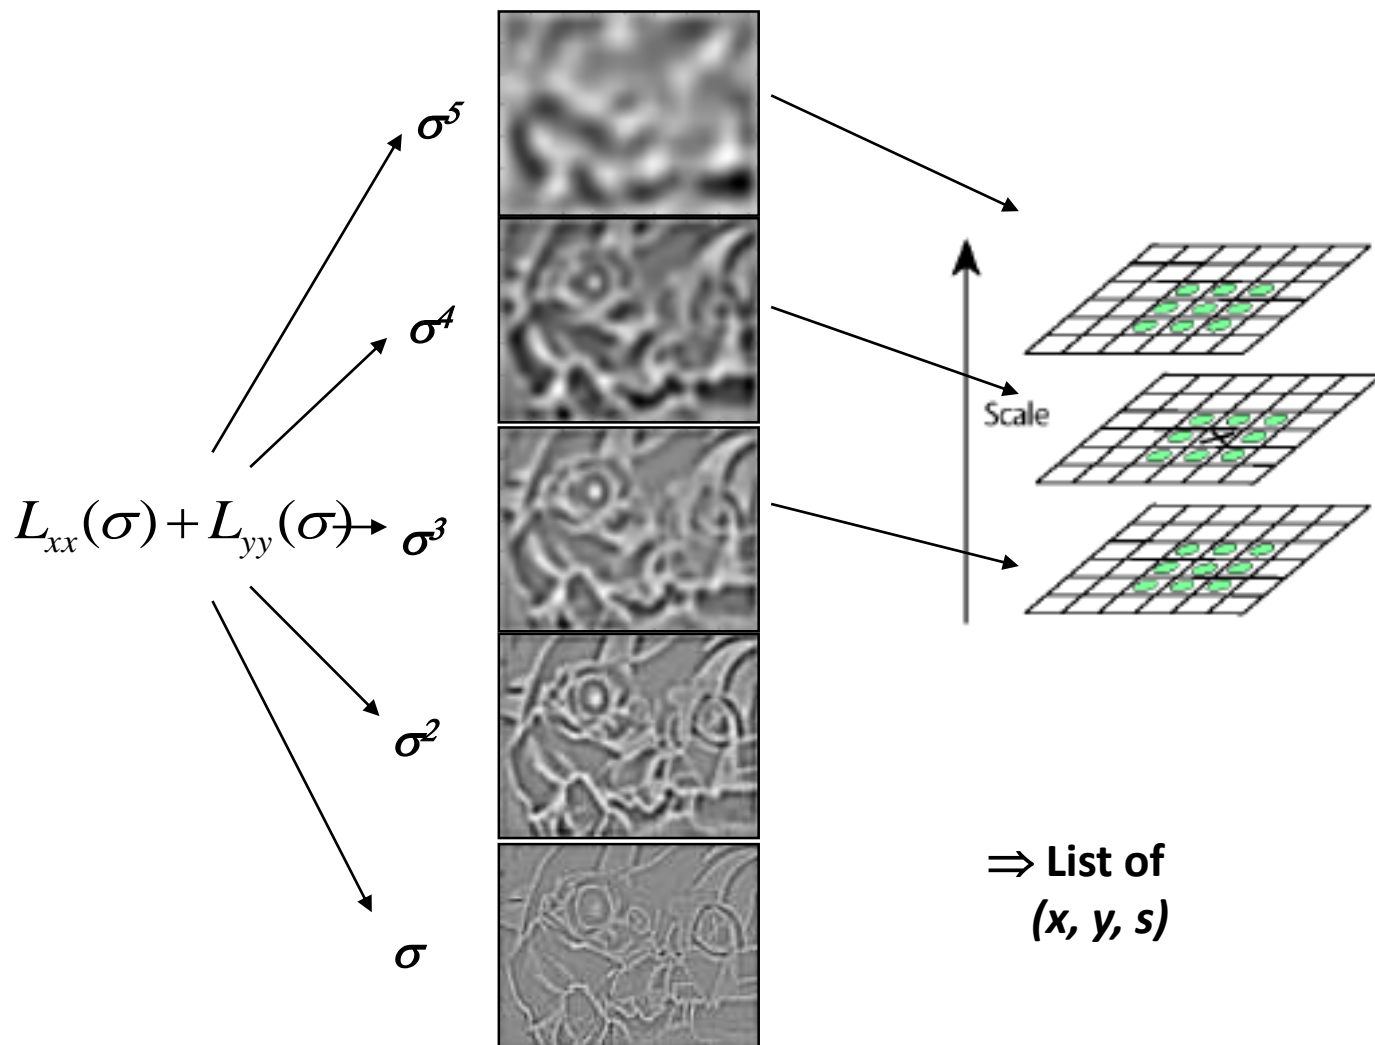 σ⁵
σ⁴
Scale
L_xx(σ) + L_yy(σ)
σ³
σ²
⇒ List of
(x, y, s)
σ